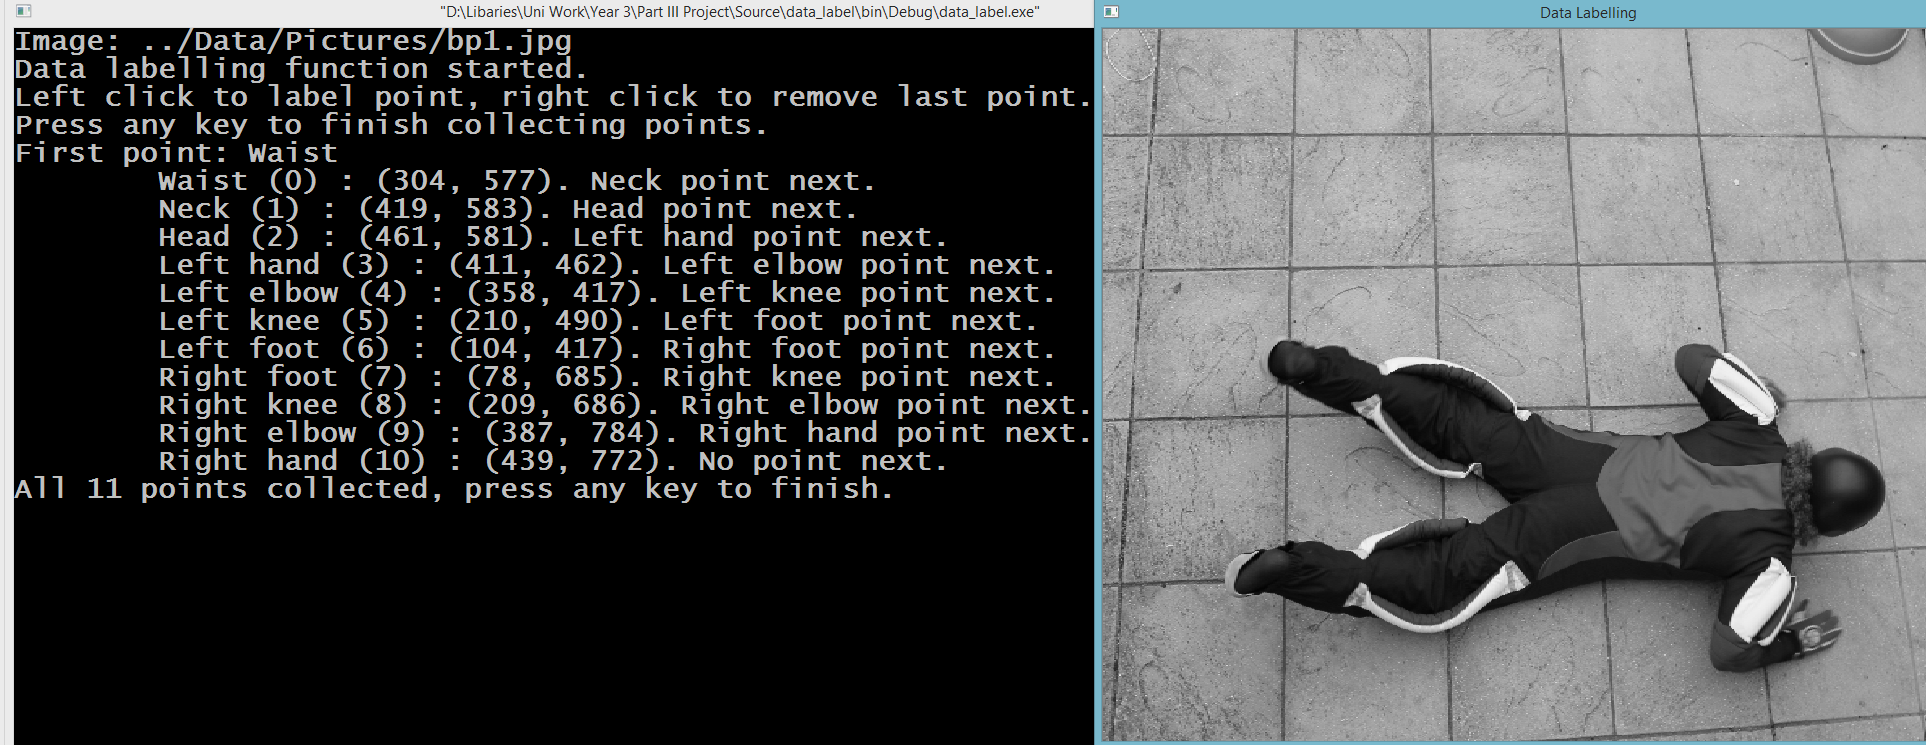 "D:\Libaries\Uni Work\Year 3\Part III Project\Source\data_label\bin\Debug\data_label.exe"
Data Labelling
Image: ../Data/Pictures/bp1.jpg
Data labelling function started.
Left click to label point, right click to remove last point.
Press any key to finish collecting points.
First point: Waist
Waist (0) : (304, 577). Neck point next.
Neck (1) : (419, 583). Head point next.
Head (2) : (461, 581). Left hand point next.
Left hand (3) : (411, 462). Left elbow point next.
Left elbow (4) : (358, 417). Left knee point next.
Left knee (5) : (210, 490). Left foot point next.
Left foot (6) : (104, 417). Right foot point next.
Right foot (7) : (78, 685). Right knee point next.
Right knee (8) : (209, 686). Right elbow point next.
Right elbow (9) : (387, 784). Right hand point next.
Right hand (10) : (439, 772). No point next.
All 11 points collected, press any key to finish.